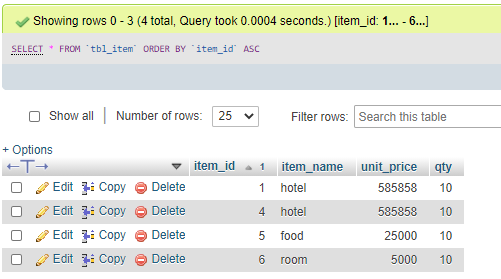 Showing rows 0 - 3 (4 total, Query took 0.0004 seconds.) [item_id: 1... - 6...]
SELECT * FROM `tbl_item` ORDER BY `item_id` ASC
Show all | Number of rows: 25 Filter rows: Search this table
+ Options
←T→ item_id 1 item_name unit_price qty
Edit Copy Delete 1 hotel 585858 10
Edit Copy Delete 4 hotel 585858 10
Edit Copy Delete 5 food 25000 10
Edit Copy Delete 6 room 5000 10